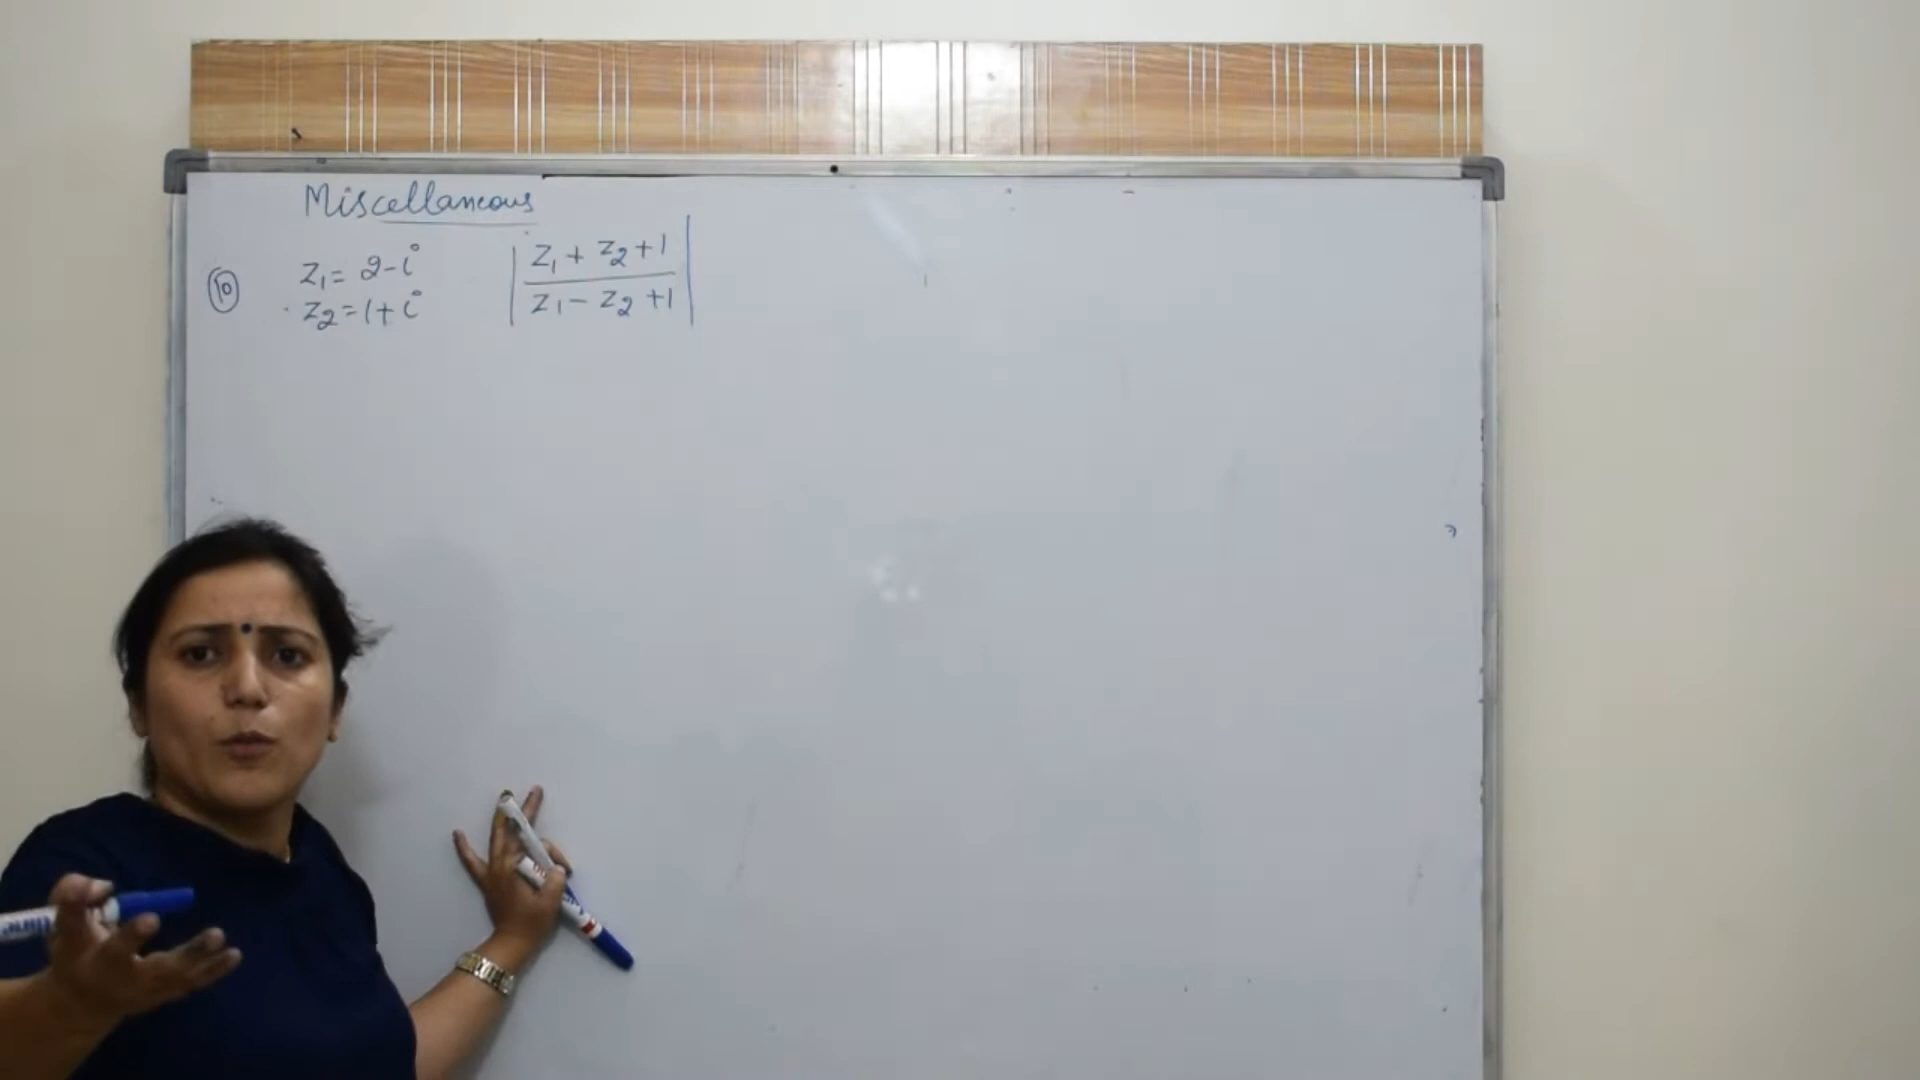 Miscellaneous
(10) z₁ = 2-i
z₂ = 1+i
| (z₁ + z₂ + 1) / (z₁ - z₂ + 1) |